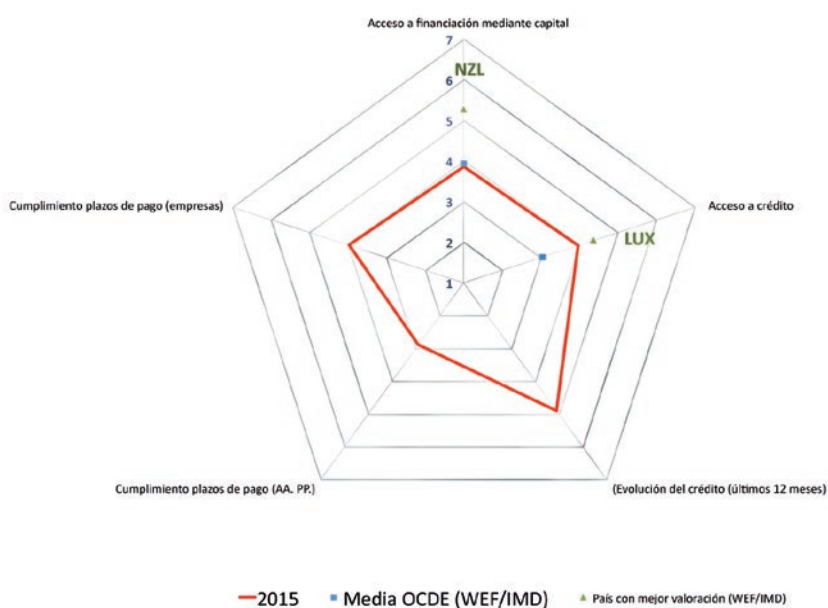 Acceso a financiación mediante capital
7
NZL
6
5
4
Cumplimiento plazos de pago (empresas)
Acceso a crédito
3
LUX
2
1
Cumplimiento plazos de pago (AA. PP.)
(Evolución del crédito (últimos 12 meses)
2015
Media OCDE (WEF/IMD)
País con mejor valoración (WEF/IMD)